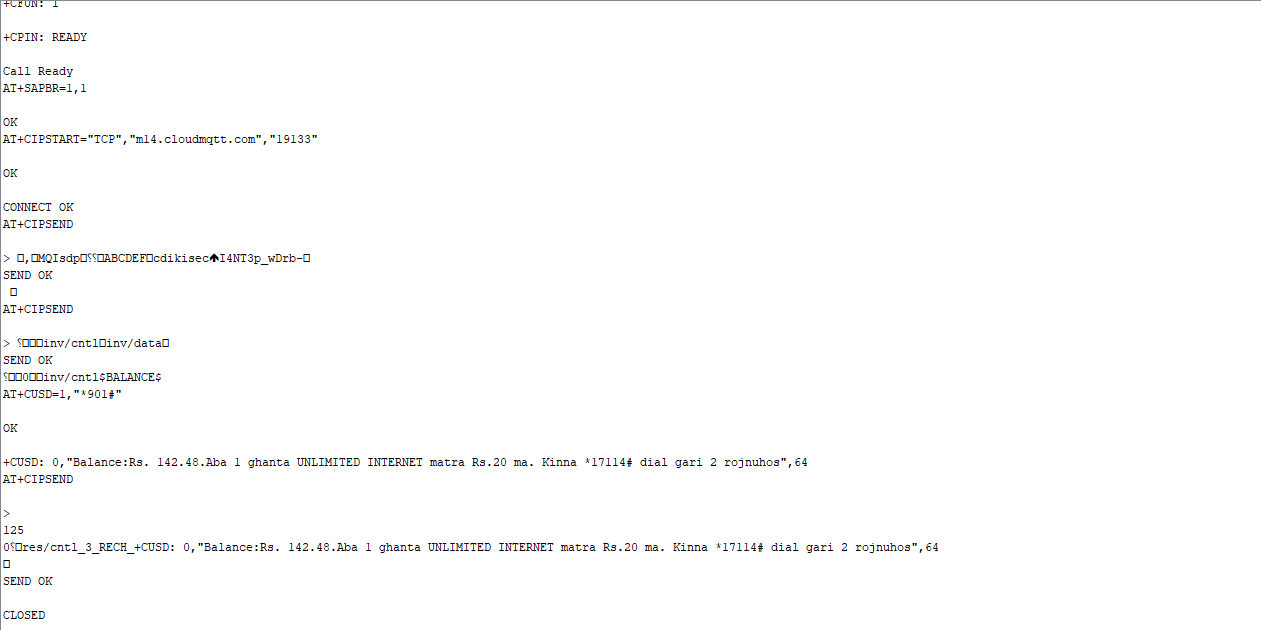 +CFUN: 1
+CPIN: READY
Call Ready
AT+SAPBR=1,1
OK
AT+CIPSTART="TCP","m14.cloudmqtt.com","19133"
OK
CONNECT OK
AT+CIPSEND
> □,□MQIsdp□␂␂□ABCDEF□cdikisec↑I4NT3p_wDrb-□
SEND OK
□
AT+CIPSEND
> ␂□□□inv/cntl□inv/data□
SEND OK
␂□□0□□inv/cntl$BALANCE$
AT+CUSD=1,"*901#"
OK
+CUSD: 0,"Balance:Rs. 142.48.Aba 1 ghanta UNLIMITED INTERNET matra Rs.20 ma. Kinna *17114# dial gari 2 rojnuhos",64
AT+CIPSEND
>
125
0␂□res/cntl_3_RECH_+CUSD: 0,"Balance:Rs. 142.48.Aba 1 ghanta UNLIMITED INTERNET matra Rs.20 ma. Kinna *17114# dial gari 2 rojnuhos",64
□
SEND OK
CLOSED